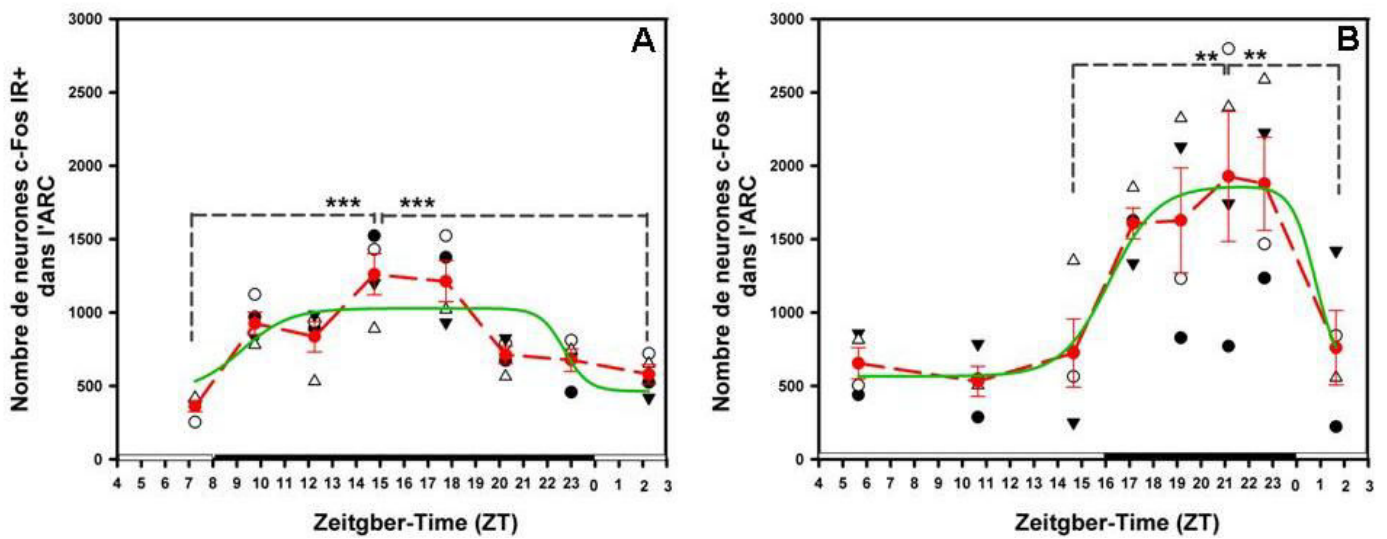 A
3000
2500
2000
1500
1000
500
0
*** ***
Nombre de neurones c-Fos IR+
dans l'ARC
4 5 6 7 8 9 10 11 12 13 14 15 16 17 18 19 20 21 22 23 0 1 2 3
Zeitgber-Time (ZT)
B
3000
2500
2000
1500
1000
500
0
** **
Nombre de neurones c-Fos IR+
dans l'ARC
4 5 6 7 8 9 10 11 12 13 14 15 16 17 18 19 20 21 22 23 0 1 2 3
Zeitgber-Time (ZT)